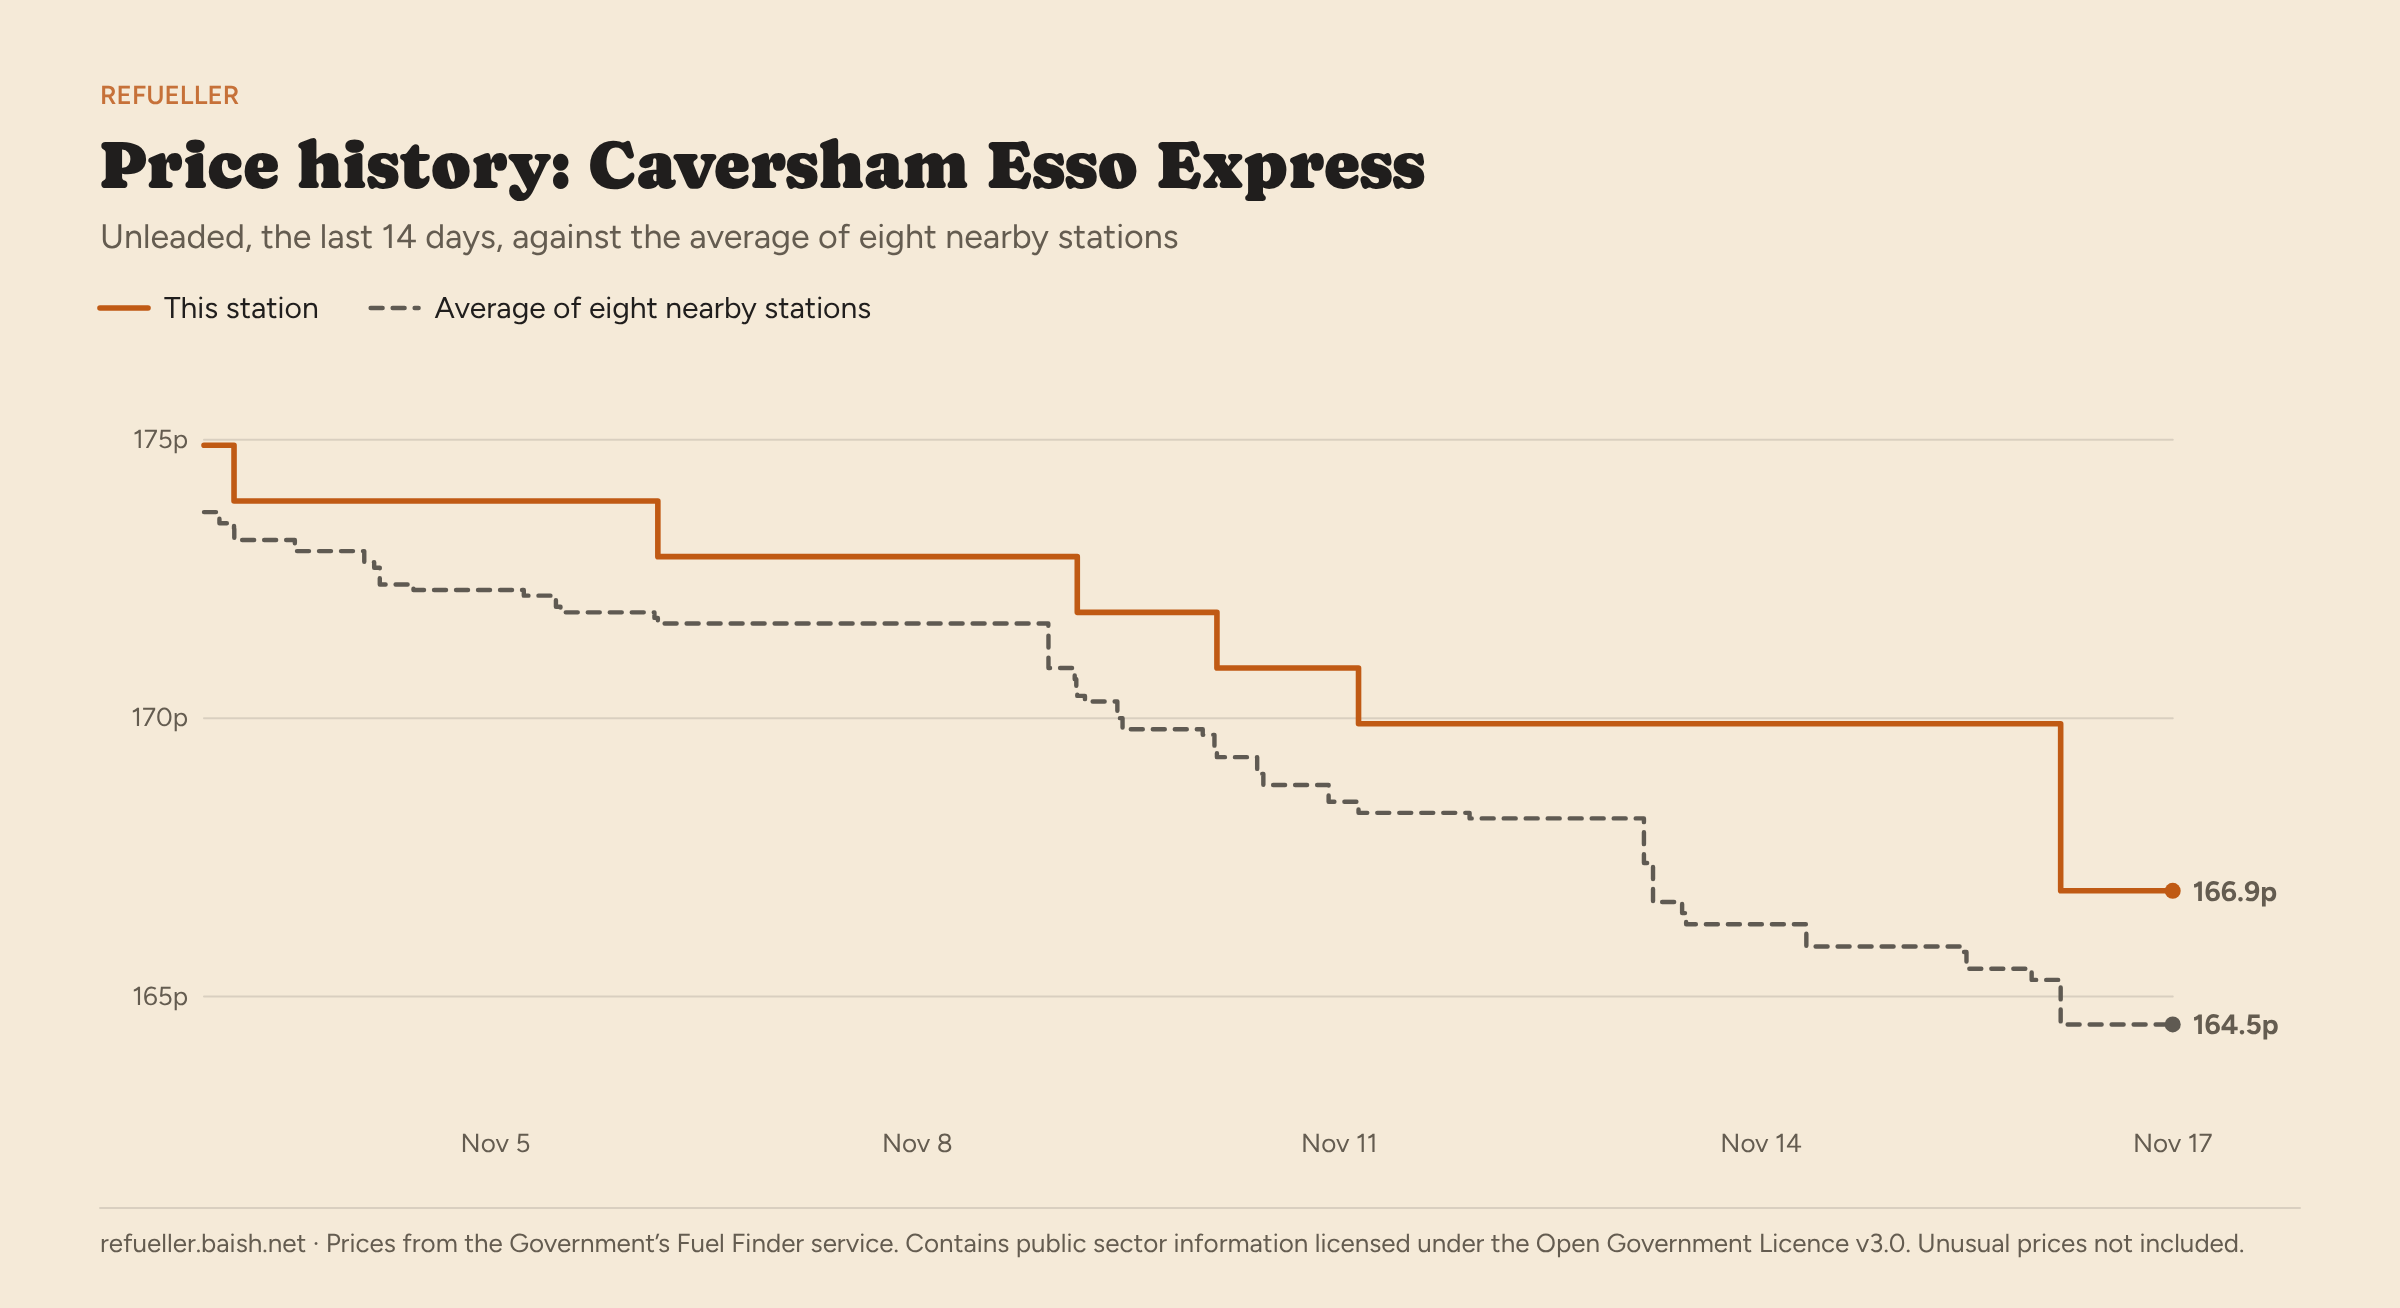 REFUELLER
Price history: Caversham Esso Express
Unleaded, the last 14 days, against the average of eight nearby stations
This station
Average of eight nearby stations
175p
170p
165p
166.9p
164.5p
Nov 5
Nov 8
Nov 11
Nov 14
Nov 17
refueller.baish.net · Prices from the Government’s Fuel Finder service. Contains public sector information licensed under the Open Government Licence v3.0. Unusual prices not included.